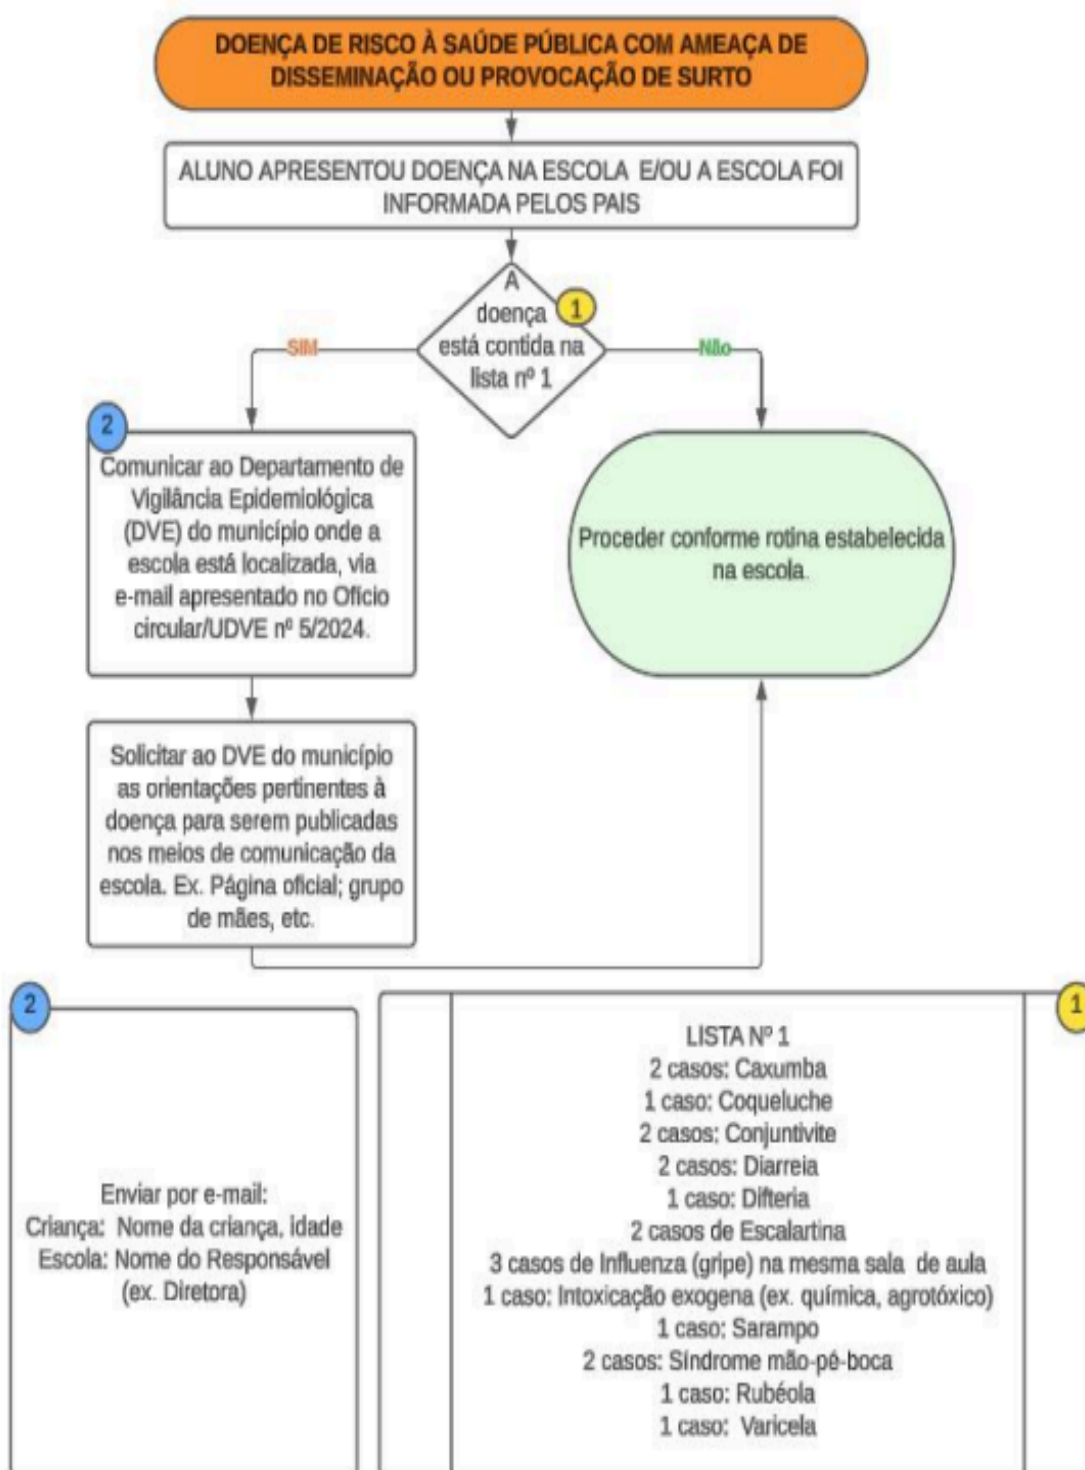 DOENÇA DE RISCO À SAÚDE PÚBLICA COM AMEAÇA DE
DISSEMINAÇÃO OU PROVOCAÇÃO DE SURTO
ALUNO APRESENTOU DOENÇA NA ESCOLA E/OU A ESCOLA FOI
INFORMADA PELOS PAIS
A
doença
está contida na
lista nº 1
1
SIM
Não
2
Comunicar ao Departamento de
Vigilância Epidemiológica
(DVE) do município onde a
escola está localizada, via
e-mail apresentado no Ofício
circular/UDVE nº 5/2024.
Proceder conforme rotina estabelecida
na escola.
Solicitar ao DVE do município
as orientações pertinentes à
doença para serem publicadas
nos meios de comunicação da
escola. Ex. Página oficial; grupo
de mães, etc.
2
Enviar por e-mail:
Criança: Nome da criança, idade
Escola: Nome do Responsável
(ex. Diretora)
1
LISTA Nº 1
2 casos: Caxumba
1 caso: Coqueluche
2 casos: Conjuntivite
2 casos: Diarreia
1 caso: Difteria
2 casos de Escalartina
3 casos de Influenza (gripe) na mesma sala de aula
1 caso: Intoxicação exogena (ex. química, agrotóxico)
1 caso: Sarampo
2 casos: Síndrome mão-pé-boca
1 caso: Rubéola
1 caso: Varicela